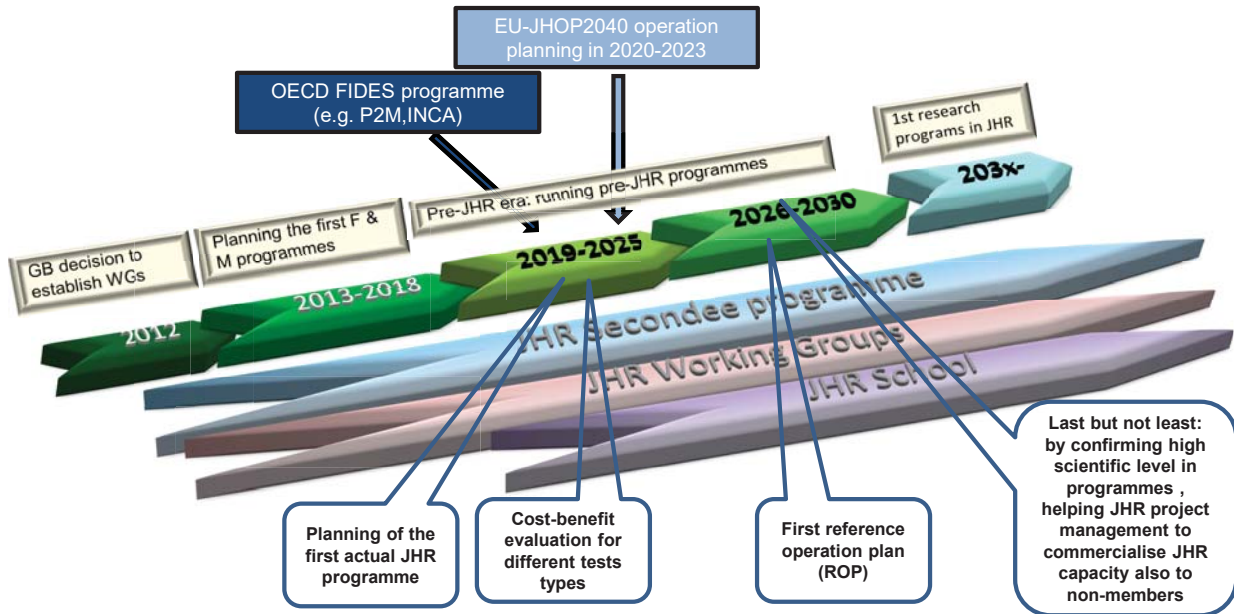 EU-JHOP2040 operation
planning in 2020-2023
OECD FIDES programme
(e.g. P2M,INCA)
1st research
programs in JHR
Pre-JHR era: running pre-JHR programmes
Planning the first F &
M programmes
GB decision to
establish WGs
2012
2013-2018
2019-2025
2026-2030
203x-
JHR Secondee programme
JHR Working Groups
JHR School
Planning of the
first actual JHR
programme
Cost-benefit
evaluation for
different tests
types
First reference
operation plan
(ROP)
Last but not least:
by confirming high
scientific level in
programmes ,
helping JHR project
management to
commercialise JHR
capacity also to
non-members